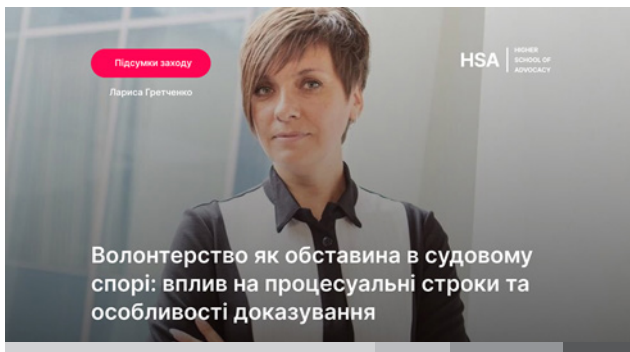 Підсумки заходу
Лариса Гретченко
HSA
HIGHER
SCHOOL OF
ADVOCACY
Волонтерство як обставина в судовому
спорі: вплив на процесуальні строки та
особливості доказування